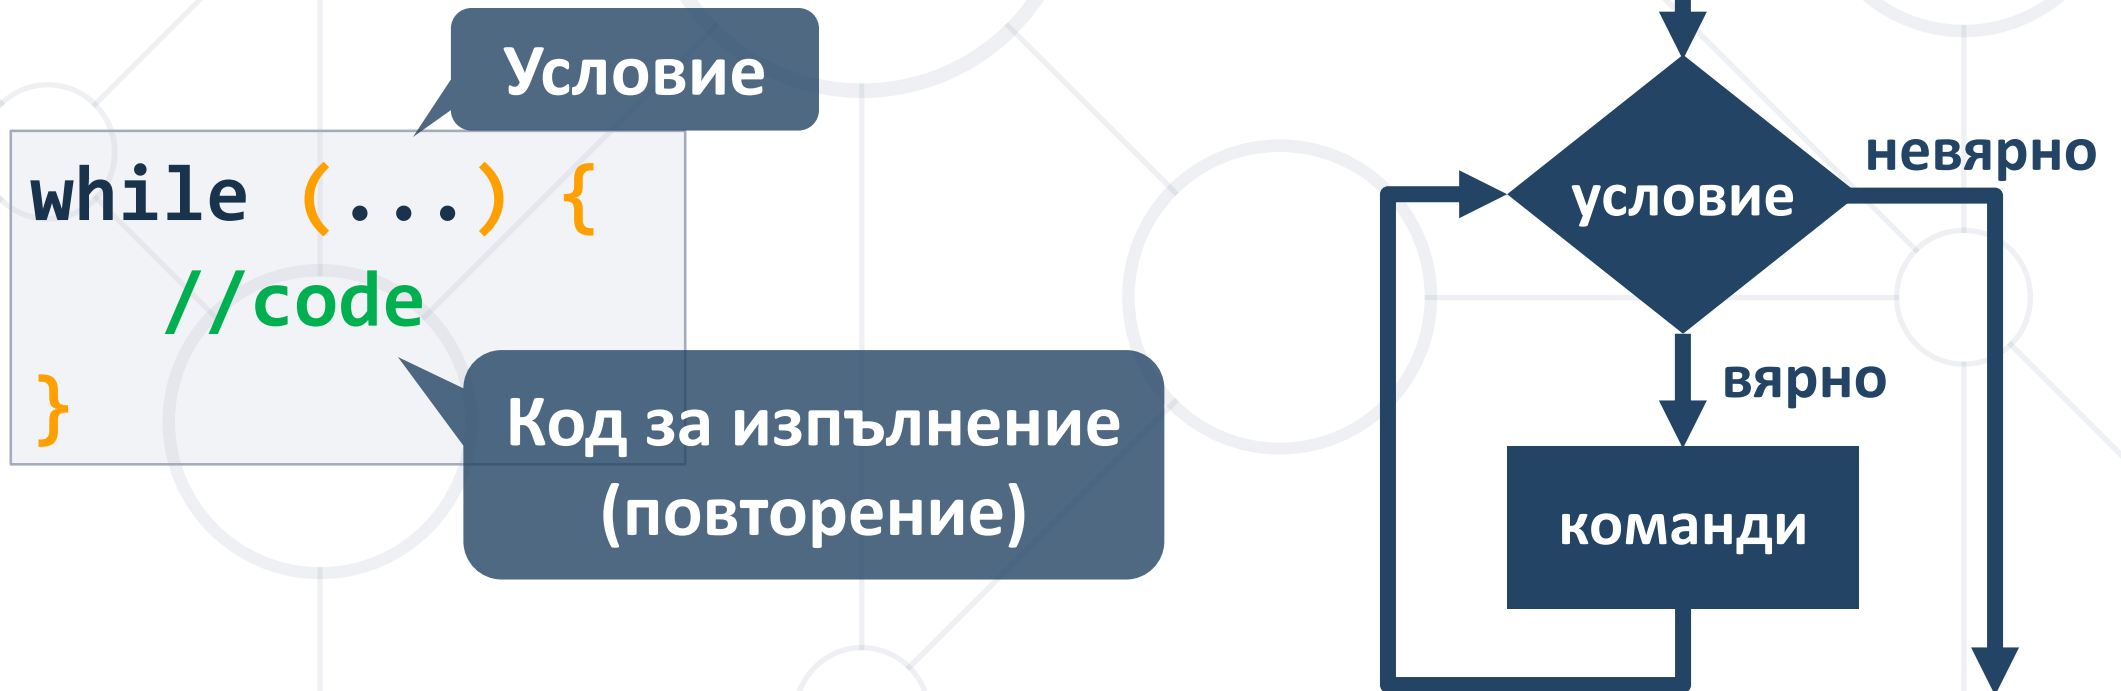 Условие
while (...) {
//code
}
Код за изпълнение
(повторение)
условие
невярно
вярно
команди